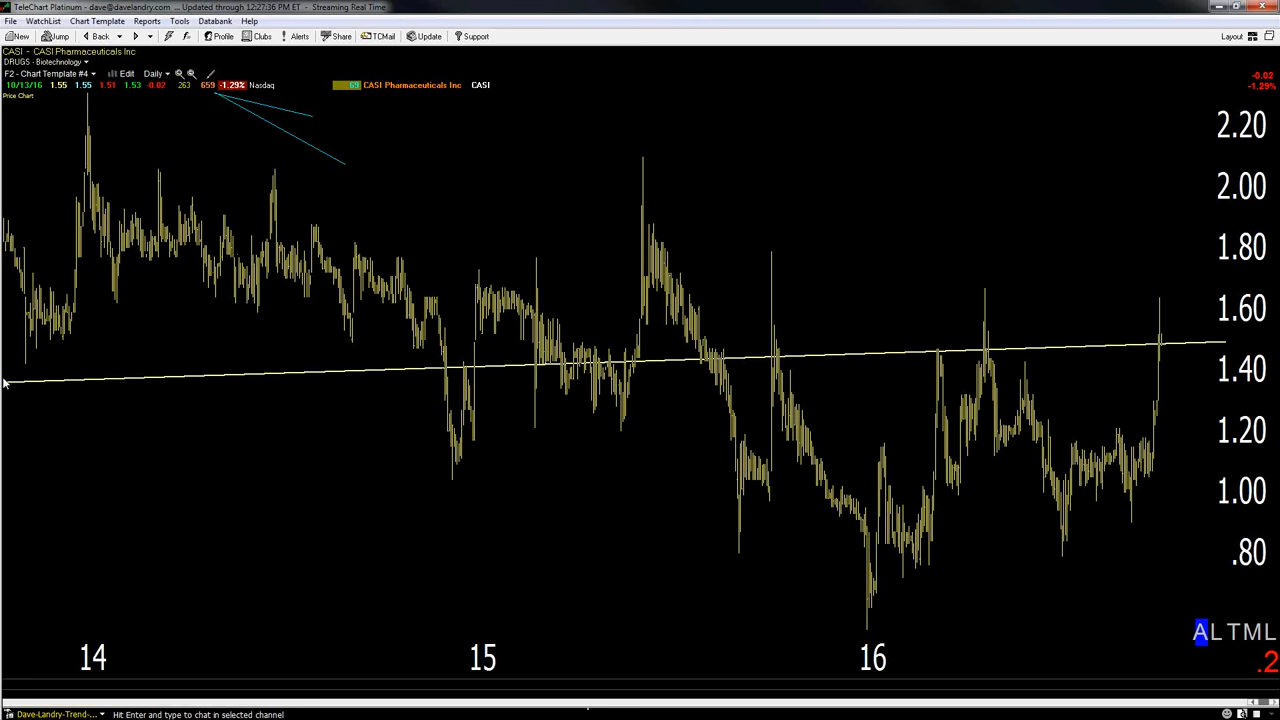 TeleChart Platinum - dave@davelandry.com ... Updated through 12:27:36 PM ET - Streaming Real Time
File WatchList Chart Template Reports Tools Databank Help
New Jump Back Profile Clubs Alerts Share TCMail Update Support Layout
CASI - CASI Pharmaceuticals Inc
DRUGS - Biotechnology
F2 - Chart Template #4 Edit Daily
10/13/16 1.55 1.55 1.51 1.53 -0.02 263 659 -1.29% Nasdaq 69 CASI Pharmaceuticals Inc CASI
-0.02
-1.29%
Price Chart
2.20
2.00
1.80
1.60
1.40
1.20
1.00
.80
ALTML
14 15 16
.2
Dave-Landry-Trend-... Hit Enter and type to chat in selected channel